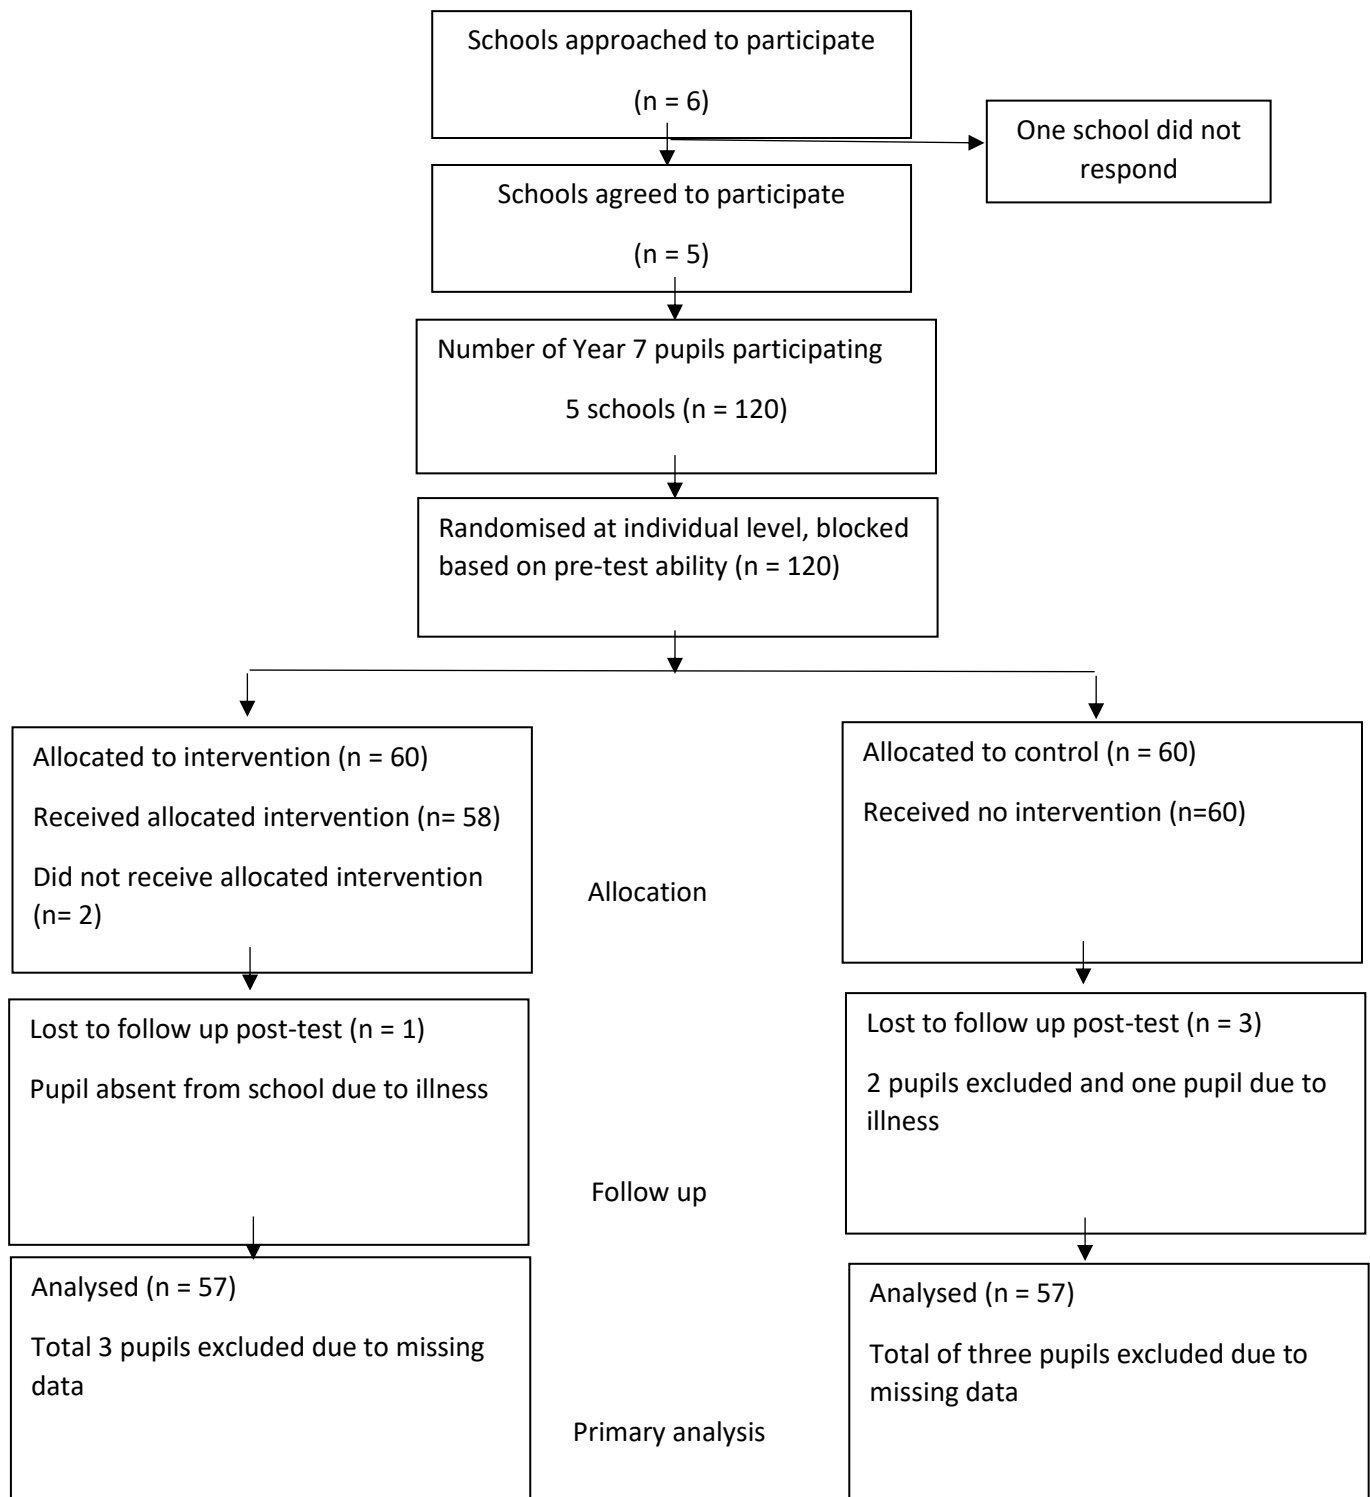 Schools approached to participate
(n = 6)
One school did not
respond
Schools agreed to participate
(n = 5)
Number of Year 7 pupils participating
5 schools (n = 120)
Randomised at individual level, blocked
based on pre-test ability (n = 120)
Allocated to intervention (n = 60)
Received allocated intervention (n= 58)
Did not receive allocated intervention
(n= 2)
Allocated to control (n = 60)
Received no intervention (n=60)
Allocation
Lost to follow up post-test (n = 1)
Pupil absent from school due to illness
Lost to follow up post-test (n = 3)
2 pupils excluded and one pupil due to
illness
Follow up
Analysed (n = 57)
Total 3 pupils excluded due to missing
data
Analysed (n = 57)
Total of three pupils excluded due to
missing data
Primary analysis